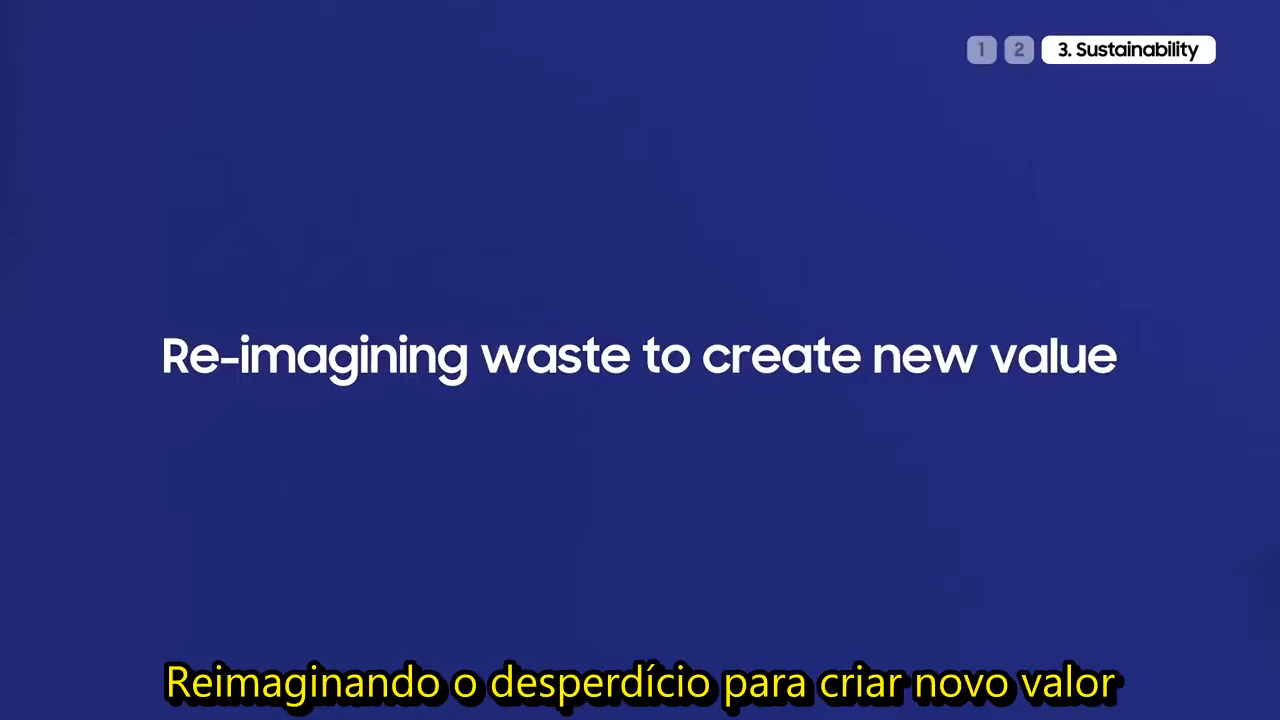 1 2 3. Sustainability
Re-imagining waste to create new value
Reimaginando o desperdício para criar novo valor